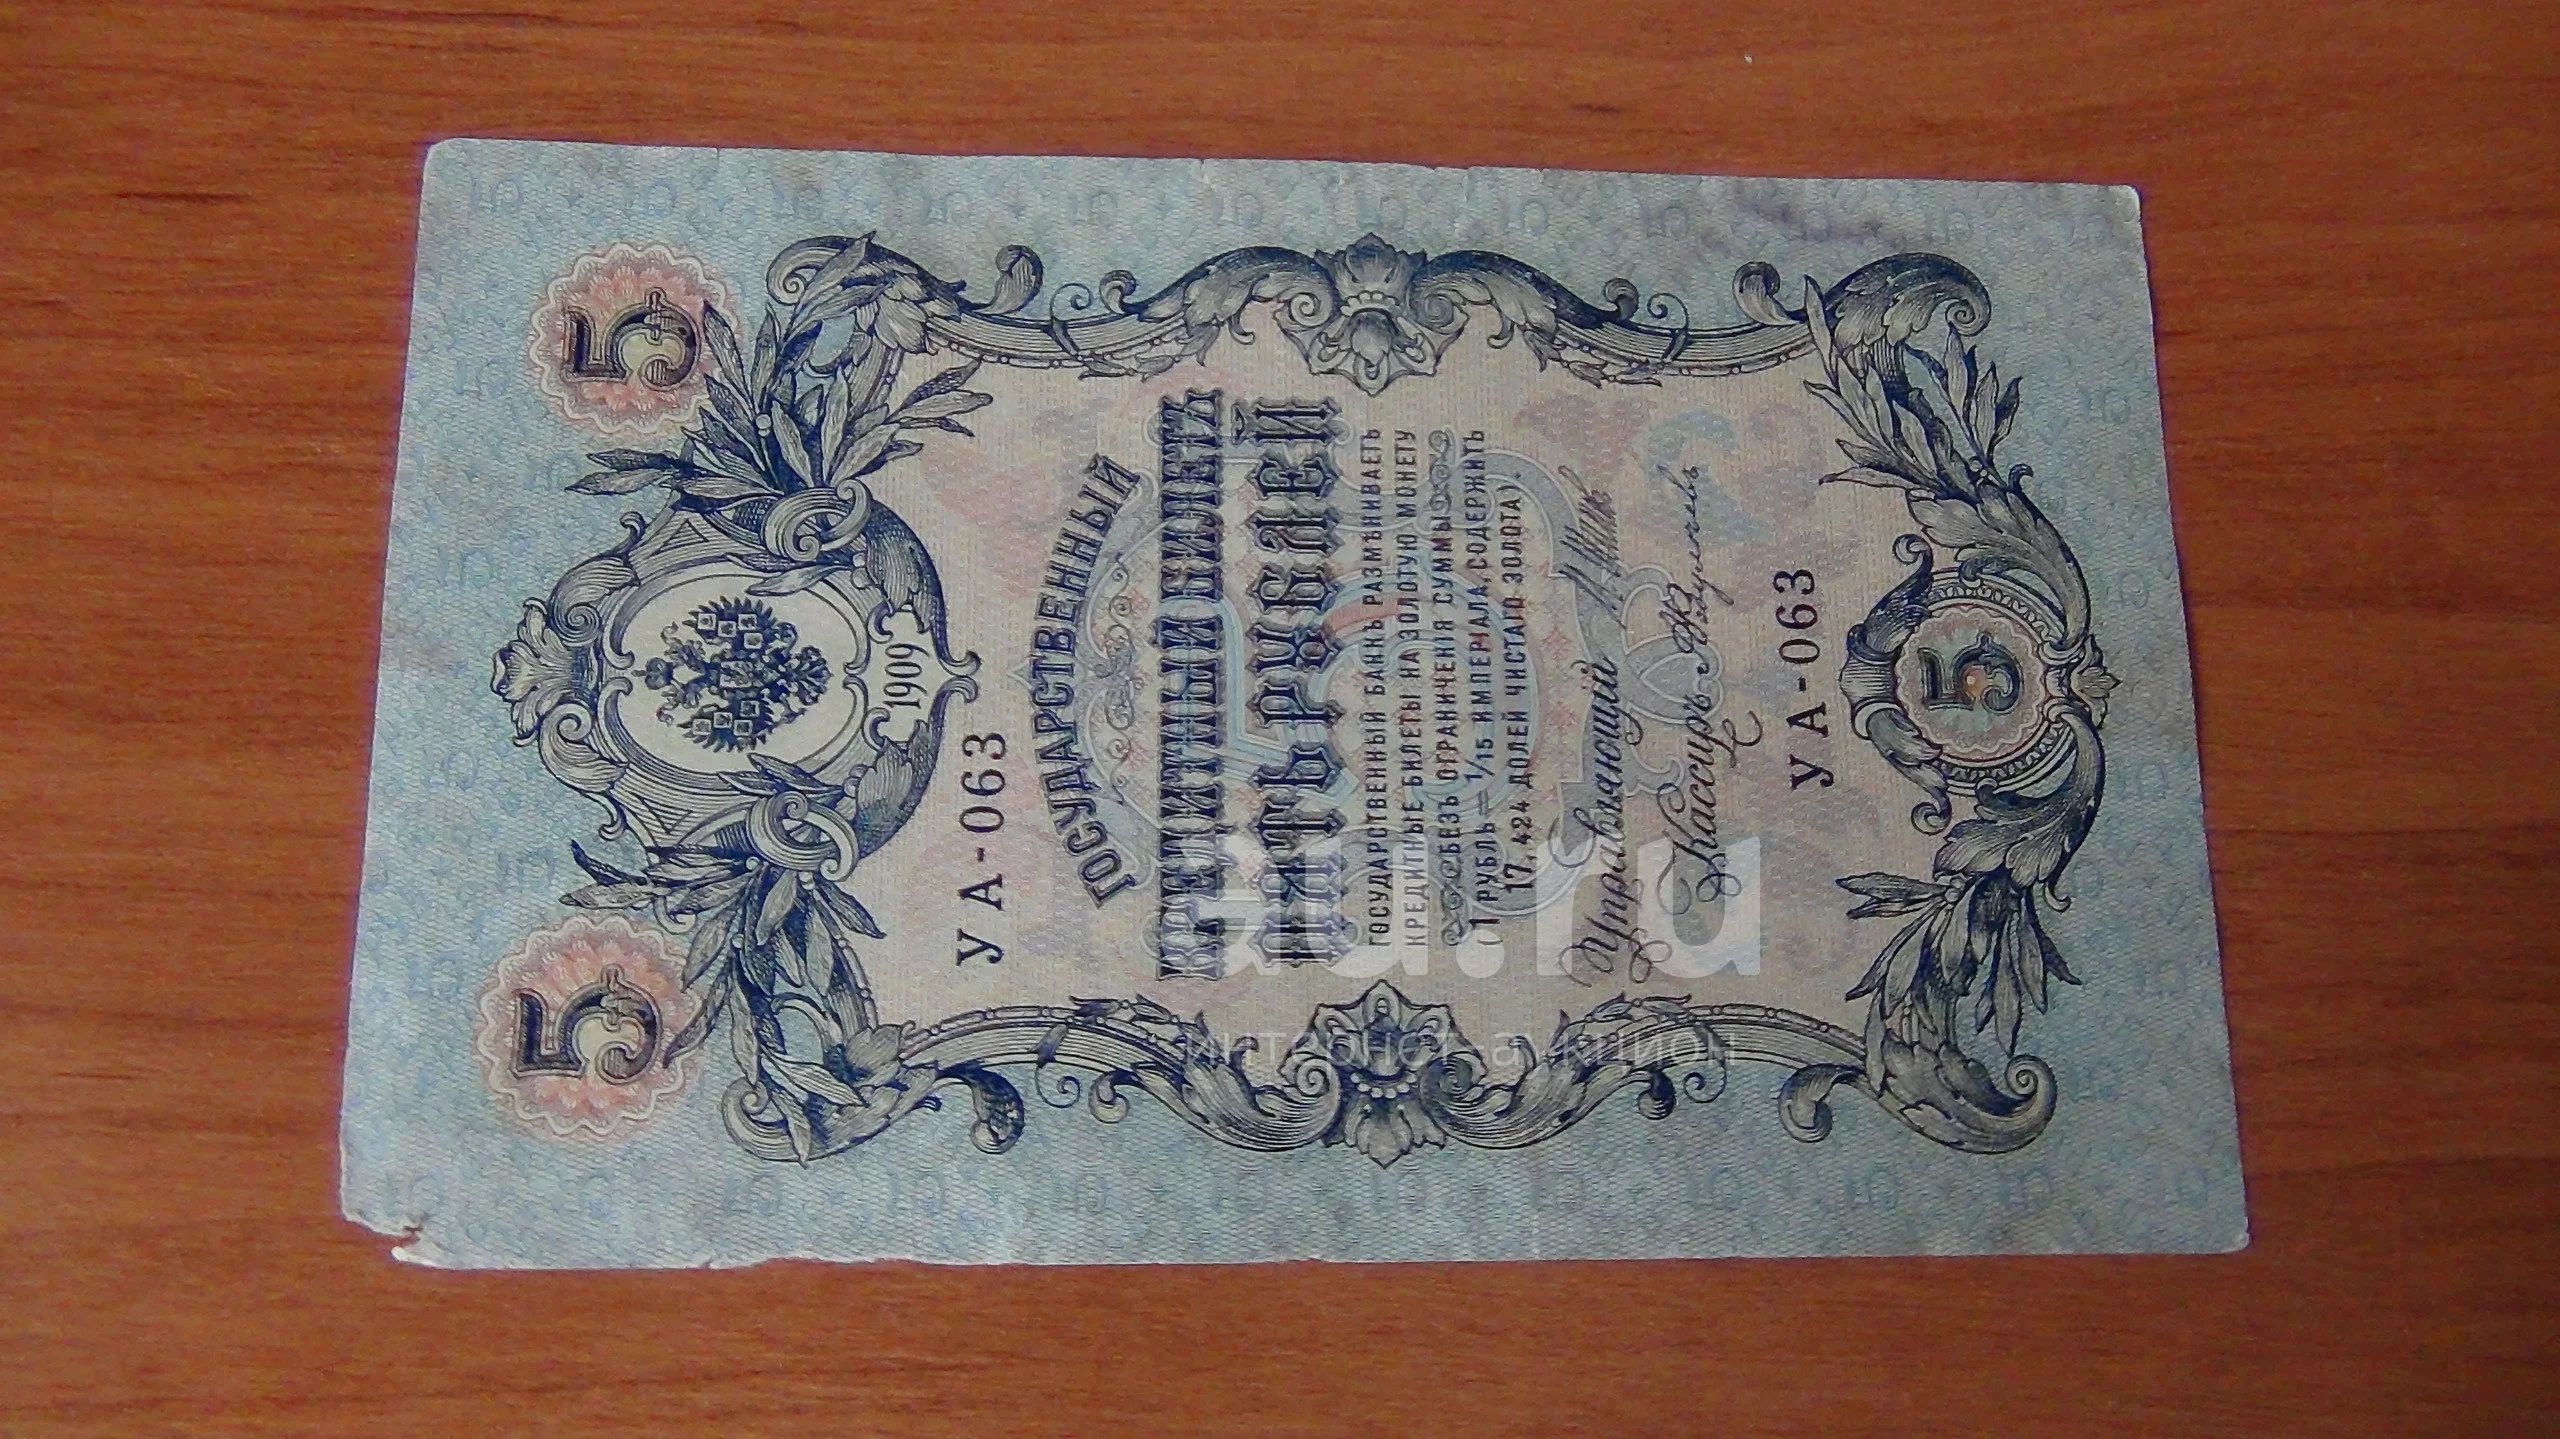 5 5
1909
УА-063
ГОСУДАРСТВЕННЫЙ
КРЕДИТНЫЙ БИЛЕТЪ
ПЯТЬ РУБЛЕЙ
ГОСУДАРСТВЕННЫЙ БАНКЪ РАЗМѢНИВАЕТЪ
КРЕДИТНЫЕ БИЛЕТЫ НА ЗОЛОТУЮ МОНЕТУ
БЕЗЪ ОГРАНИЧЕНІЯ СУММЫ
(1 РУБЛЬ = 1/15 ИМПЕРІАЛА, СОДЕРЖИТЪ
17,424 ДОЛЕЙ ЧИСТАГО ЗОЛОТА).
Управляющій
Кассиръ
УА-063
5
au.ru
интернет-аукцион